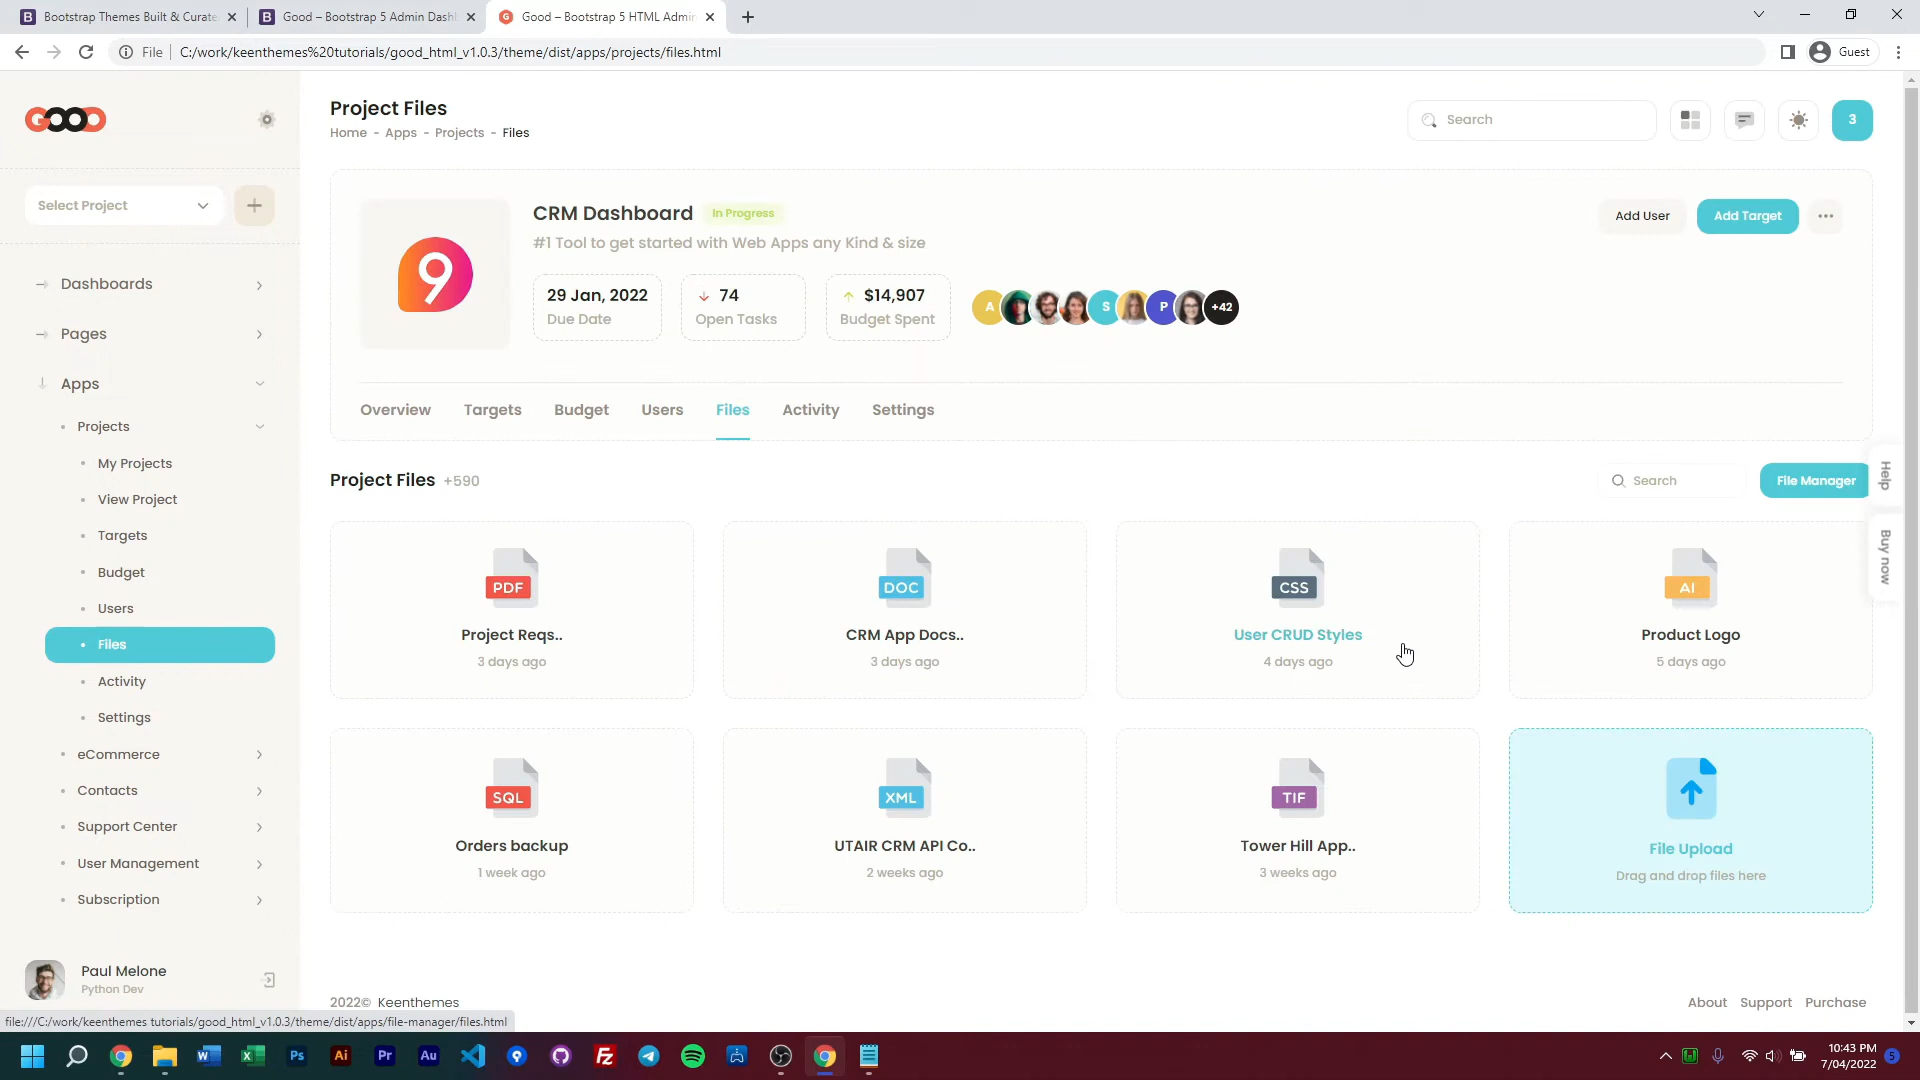 Bootstrap Themes Built & Curate
Good – Bootstrap 5 Admin Dash
Good – Bootstrap 5 HTML Admin
File
C:/work/keenthemes%20tutorials/good_html_v1.0.3/theme/dist/apps/projects/files.html
Guest
GOOD
Select Project
Dashboards
Pages
Apps
Projects
My Projects
View Project
Targets
Budget
Users
Files
Activity
Settings
eCommerce
Contacts
Support Center
User Management
Subscription
Paul Melone
Python Dev
Project Files
Home - Apps - Projects - Files
Search
3
9
CRM Dashboard In Progress
#1 Tool to get started with Web Apps any Kind & size
Add User
Add Target
29 Jan, 2022
Due Date
74
Open Tasks
$14,907
Budget Spent
A
S
P
+42
Overview Targets Budget Users Files Activity Settings
Project Files +590
Search
File Manager
Help
Buy now
PDF
Project Reqs..
3 days ago
DOC
CRM App Docs..
3 days ago
CSS
User CRUD Styles
4 days ago
AI
Product Logo
5 days ago
SQL
Orders backup
1 week ago
XML
UTAIR CRM API Co..
2 weeks ago
TIF
Tower Hill App..
3 weeks ago
File Upload
Drag and drop files here
2022© Keenthemes
About Support Purchase
file:///C:/work/keenthemes tutorials/good_html_v1.0.3/theme/dist/apps/file-manager/files.html
Ps
Ai
Pr
Au
10:43 PM
7/04/2022
5